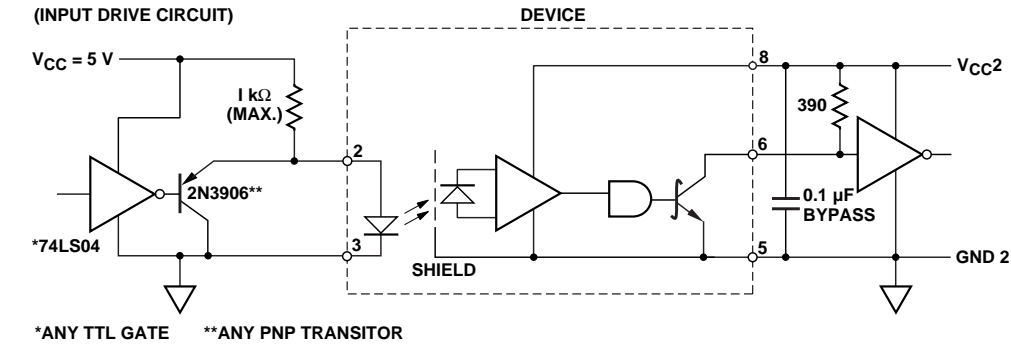 (INPUT DRIVE CIRCUIT)
DEVICE
VCC = 5 V
8
VCC2
I kΩ
(MAX.)
390
2
6
2N3906**
0.1 µF
BYPASS
*74LS04
3
SHIELD
5
GND 2
*ANY TTL GATE **ANY PNP TRANSITOR